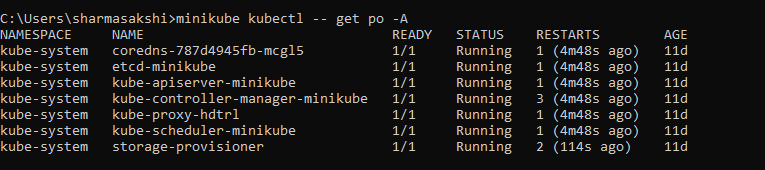 C:\Users\sharmasakshi>minikube kubectl -- get po -A
NAMESPACE     NAME                               READY   STATUS    RESTARTS        AGE
kube-system   coredns-787d4945fb-mcgl5           1/1     Running   1 (4m48s ago)   11d
kube-system   etcd-minikube                      1/1     Running   1 (4m48s ago)   11d
kube-system   kube-apiserver-minikube            1/1     Running   1 (4m48s ago)   11d
kube-system   kube-controller-manager-minikube   1/1     Running   3 (4m48s ago)   11d
kube-system   kube-proxy-hdtrl                   1/1     Running   1 (4m48s ago)   11d
kube-system   kube-scheduler-minikube            1/1     Running   1 (4m48s ago)   11d
kube-system   storage-provisioner                1/1     Running   2 (114s ago)    11d